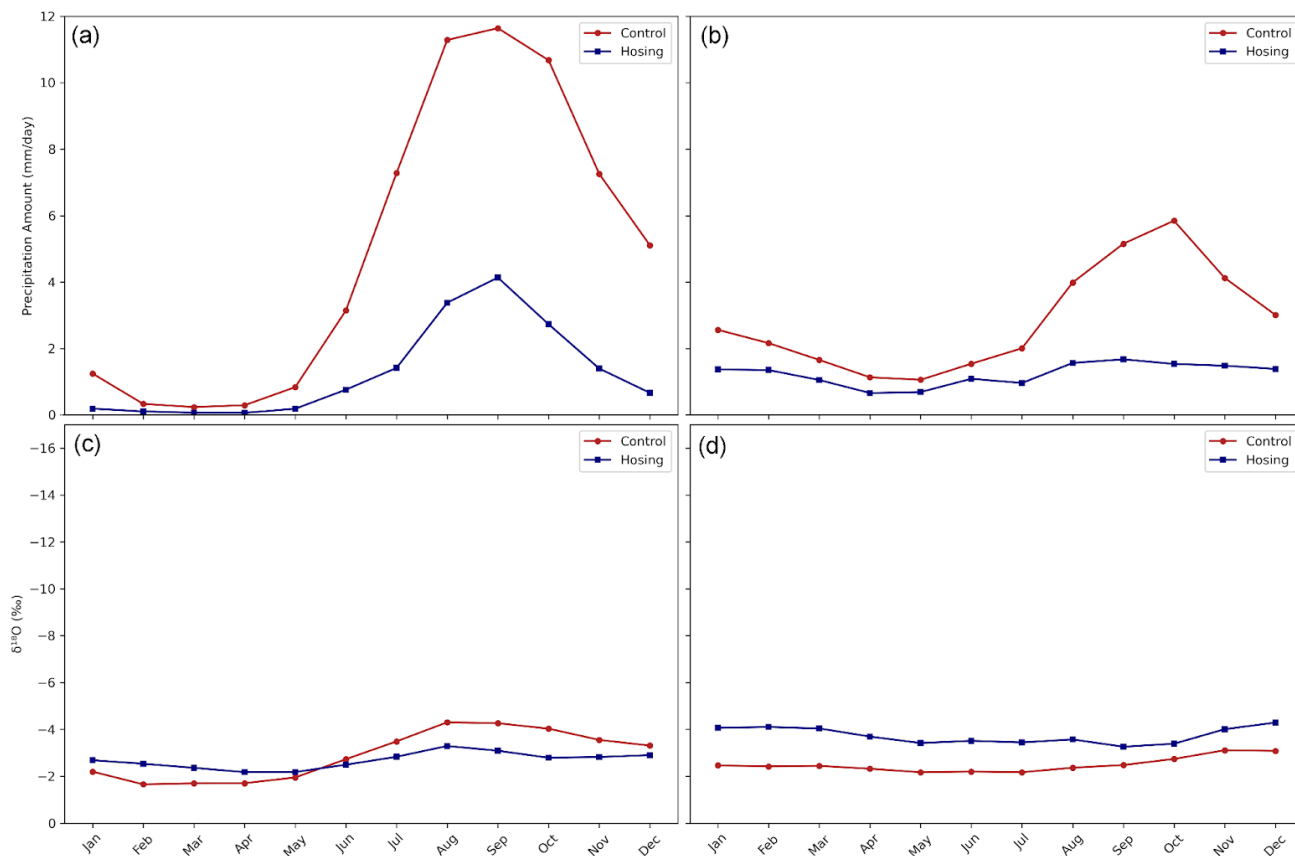 (a)
Control
Hosing
(b)
Control
Hosing
Precipitation Amount (mm/day)
12
10
8
6
4
2
0
(c)
Control
Hosing
(d)
Control
Hosing
δ¹⁸O (‰)
−16
−14
−12
−10
−8
−6
−4
−2
0
Jan Feb Mar Apr May Jun Jul Aug Sep Oct Nov Dec
Jan Feb Mar Apr May Jun Jul Aug Sep Oct Nov Dec